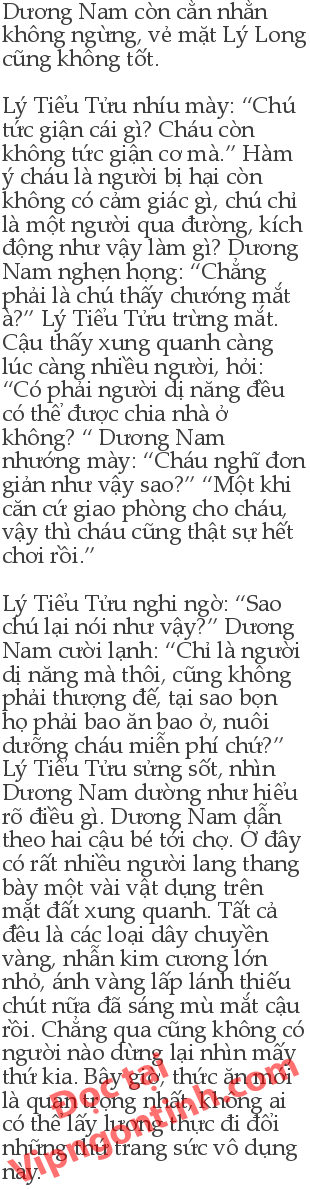 Dương Nam còn cằn nhằn
không ngừng, vẻ mặt Lý Long
cũng không tốt.

Lý Tiểu Tửu nhíu mày: “Chú
tức giận cái gì? Cháu còn
không tức giận cơ mà.” Hàm
ý cháu là người bị hại còn
không có cảm giác gì, chú chỉ
là một người qua đường, kích
động như vậy làm gì? Dương
Nam nghẹn họng: “Chẳng
phải là chú thấy chướng mắt
à?” Lý Tiểu Tửu trừng mắt.
Cậu thấy xung quanh càng
lúc càng nhiều người, hỏi:
“Có phải người dị năng đều
có thể được chia nhà ở
không? “ Dương Nam
nhướng mày: “Cháu nghĩ đơn
giản như vậy sao?” “Một khi
căn cứ giao phòng cho cháu,
vậy thì cháu cũng thật sự hết
chơi rồi.”

Lý Tiểu Tửu nghi ngờ: “Sao
chú lại nói như vậy?” Dương
Nam cười lạnh: “Chỉ là người
dị năng mà thôi, cũng không
phải thượng đế, tại sao bọn
họ phải bao ăn bao ở, nuôi
dưỡng cháu miễn phí chứ?”
Lý Tiểu Tửu sửng sốt, nhìn
Dương Nam dường như hiểu
rõ điều gì. Dương Nam dẫn
theo hai cậu bé tới chợ. Ở đây
có rất nhiều người lang thang
bày một vài vật dụng trên
mặt đất xung quanh. Tất cả
đều là các loại dây chuyền
vàng, nhẫn kim cương lớn
nhỏ, ánh vàng lấp lánh thiếu
chút nữa đã sáng mù mắt cậu
rồi. Chẳng qua cũng không có
người nào dừng lại nhìn mấy
thứ kia. Bây giờ, thức ăn mới
là quan trọng nhất, không ai
có thể lấy lương thực đi đổi
những thứ trang sức vô dụng
này.
Đọc tại
Vipngontinh.com